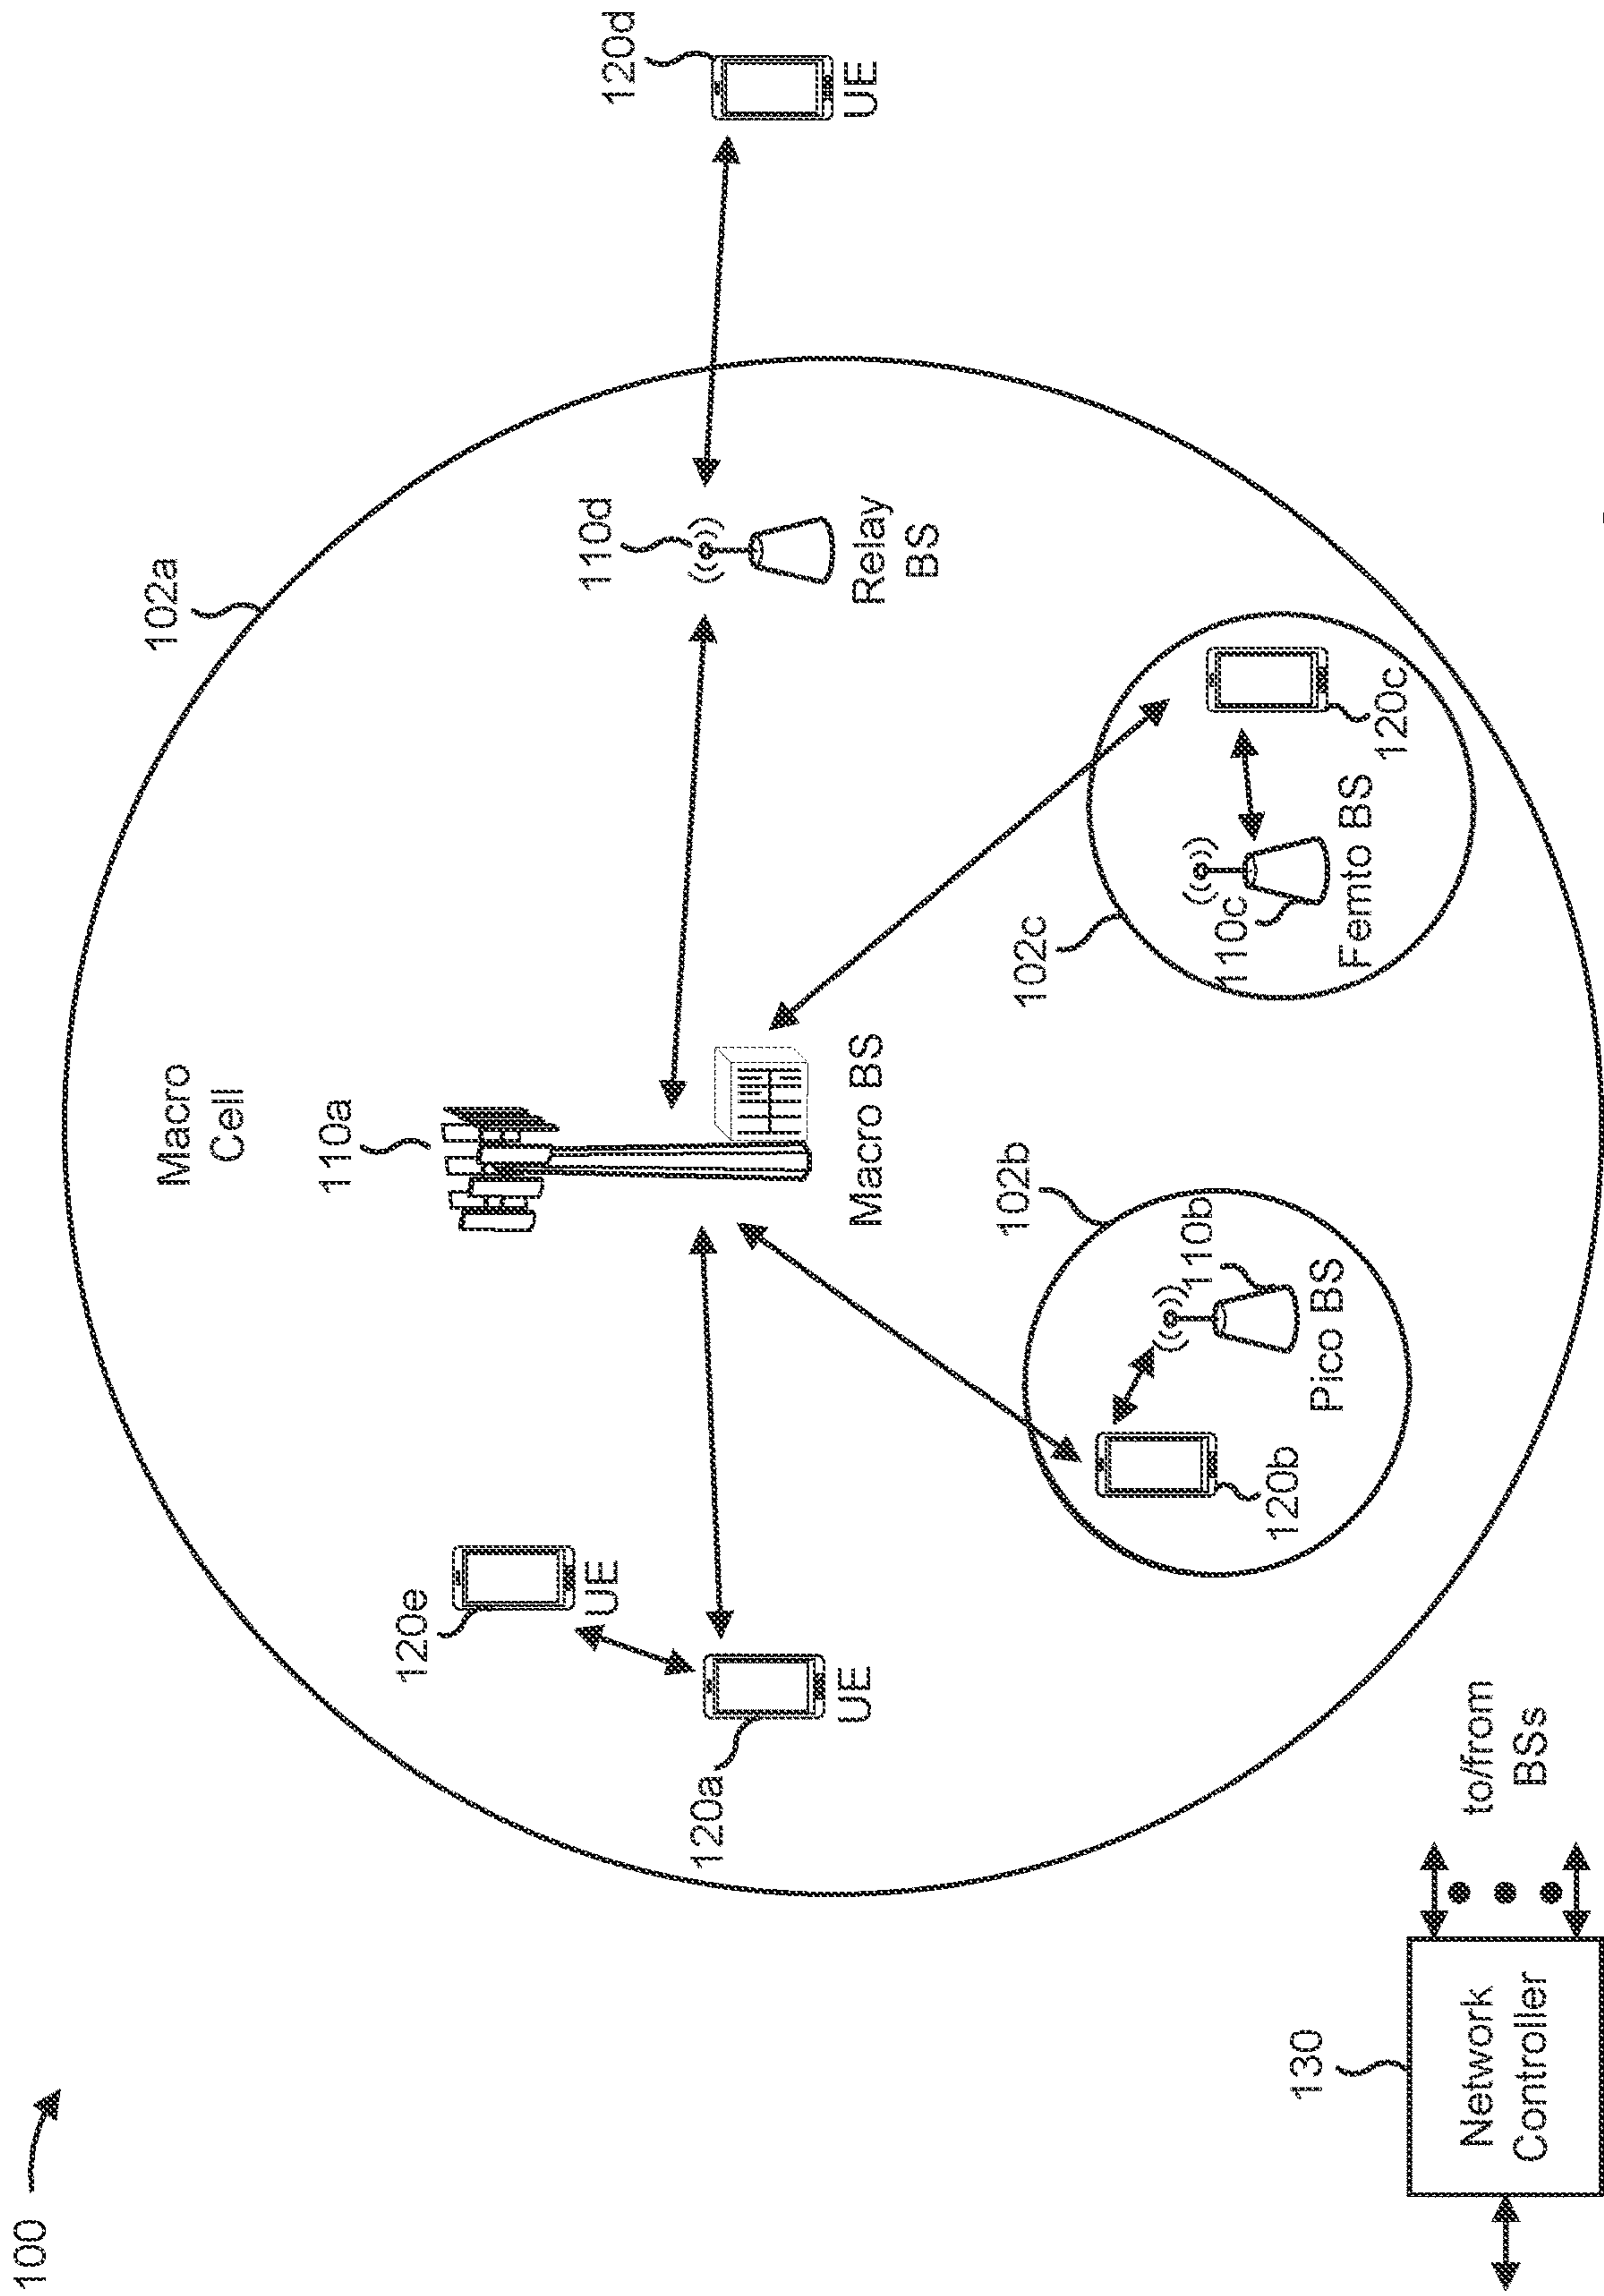 100
102a
Macro
Cell
110a
120e
UE
110d
120d
UE
120a
UE
Relay
BS
Macro BS
102b
102c
110b
110c
120b
Pico BS
Femto BS
120c
130
Network
Controller
to/from
BSs